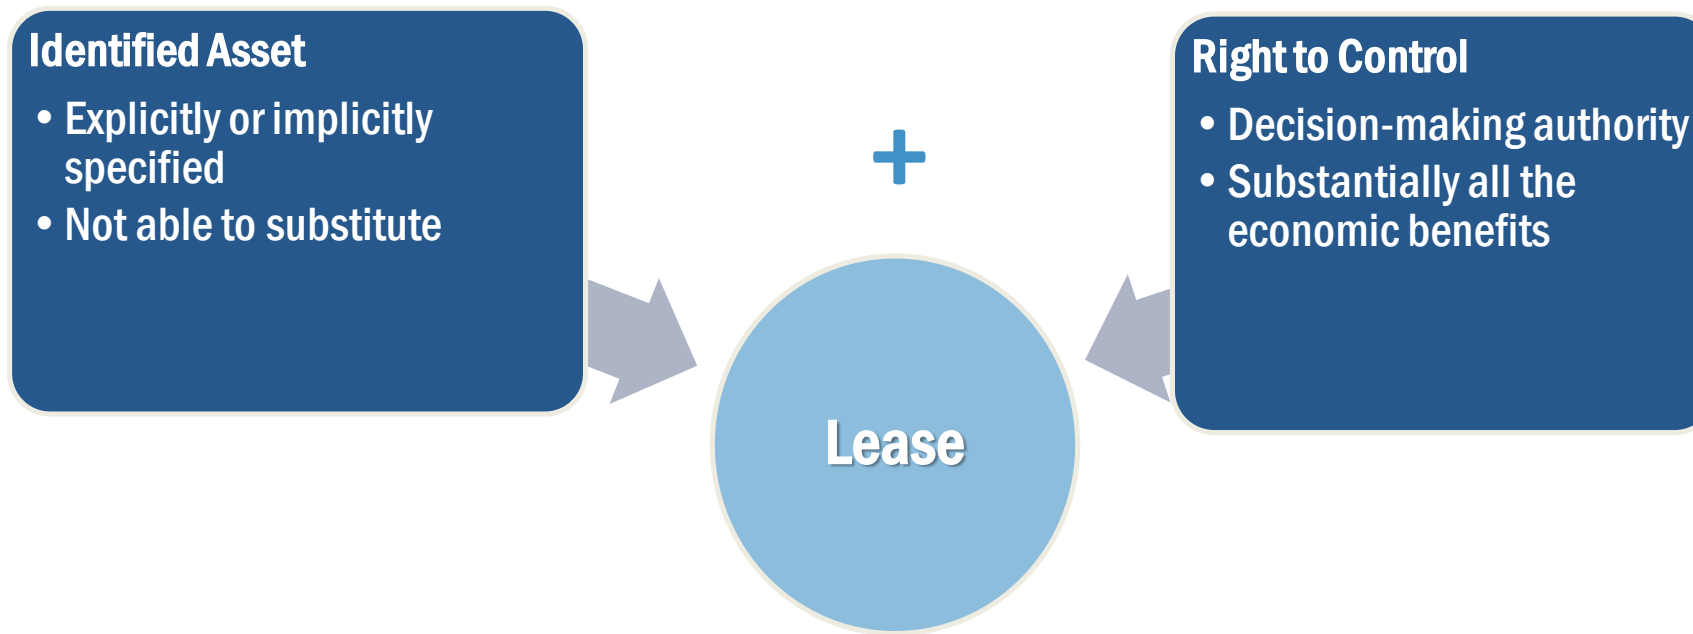 Identified Asset
• Explicitly or implicitly
specified
• Not able to substitute
+
Right to Control
• Decision-making authority
• Substantially all the
economic benefits
Lease